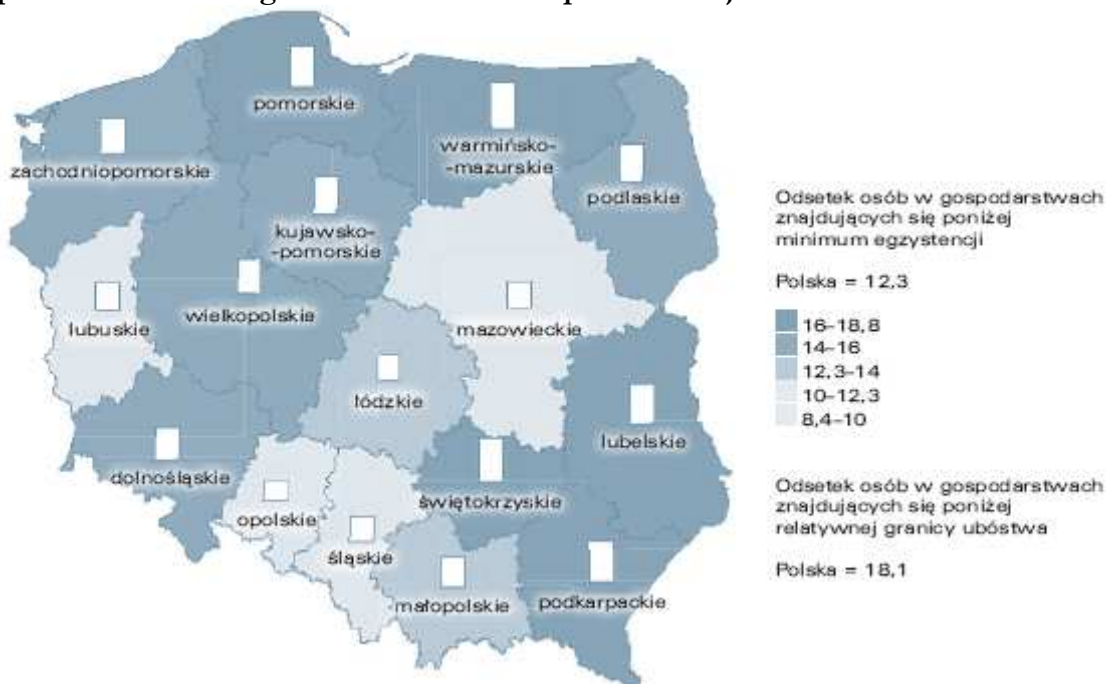 pomorskie
warmińsko-
-mazurskie
zachodniopomorskie
podlaskie
kujawsko-
-pomorskie
wielkopolskie
lubuskie
mazowieckie
łódzkie
lubelskie
dolnośląskie
opolskie
świętokrzyskie
śląskie
małopolskie
podkarpackie
Odsetek osób w gospodarstwach
znajdujących się poniżej
minimum egzystencji
Polska = 12,3
16–18,8
14–16
12,3–14
10–12,3
8,4–10
Odsetek osób w gospodarstwach
znajdujących się poniżej
relatywnej granicy ubóstwa
Polska = 18,1